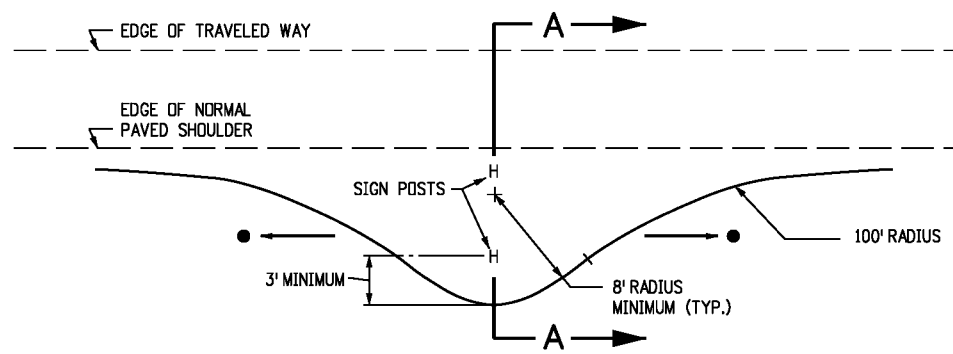 A
EDGE OF TRAVELED WAY
EDGE OF NORMAL
PAVED SHOULDER
H
SIGN POSTS
100' RADIUS
H
3' MINIMUM
8' RADIUS
MINIMUM (TYP.)
A